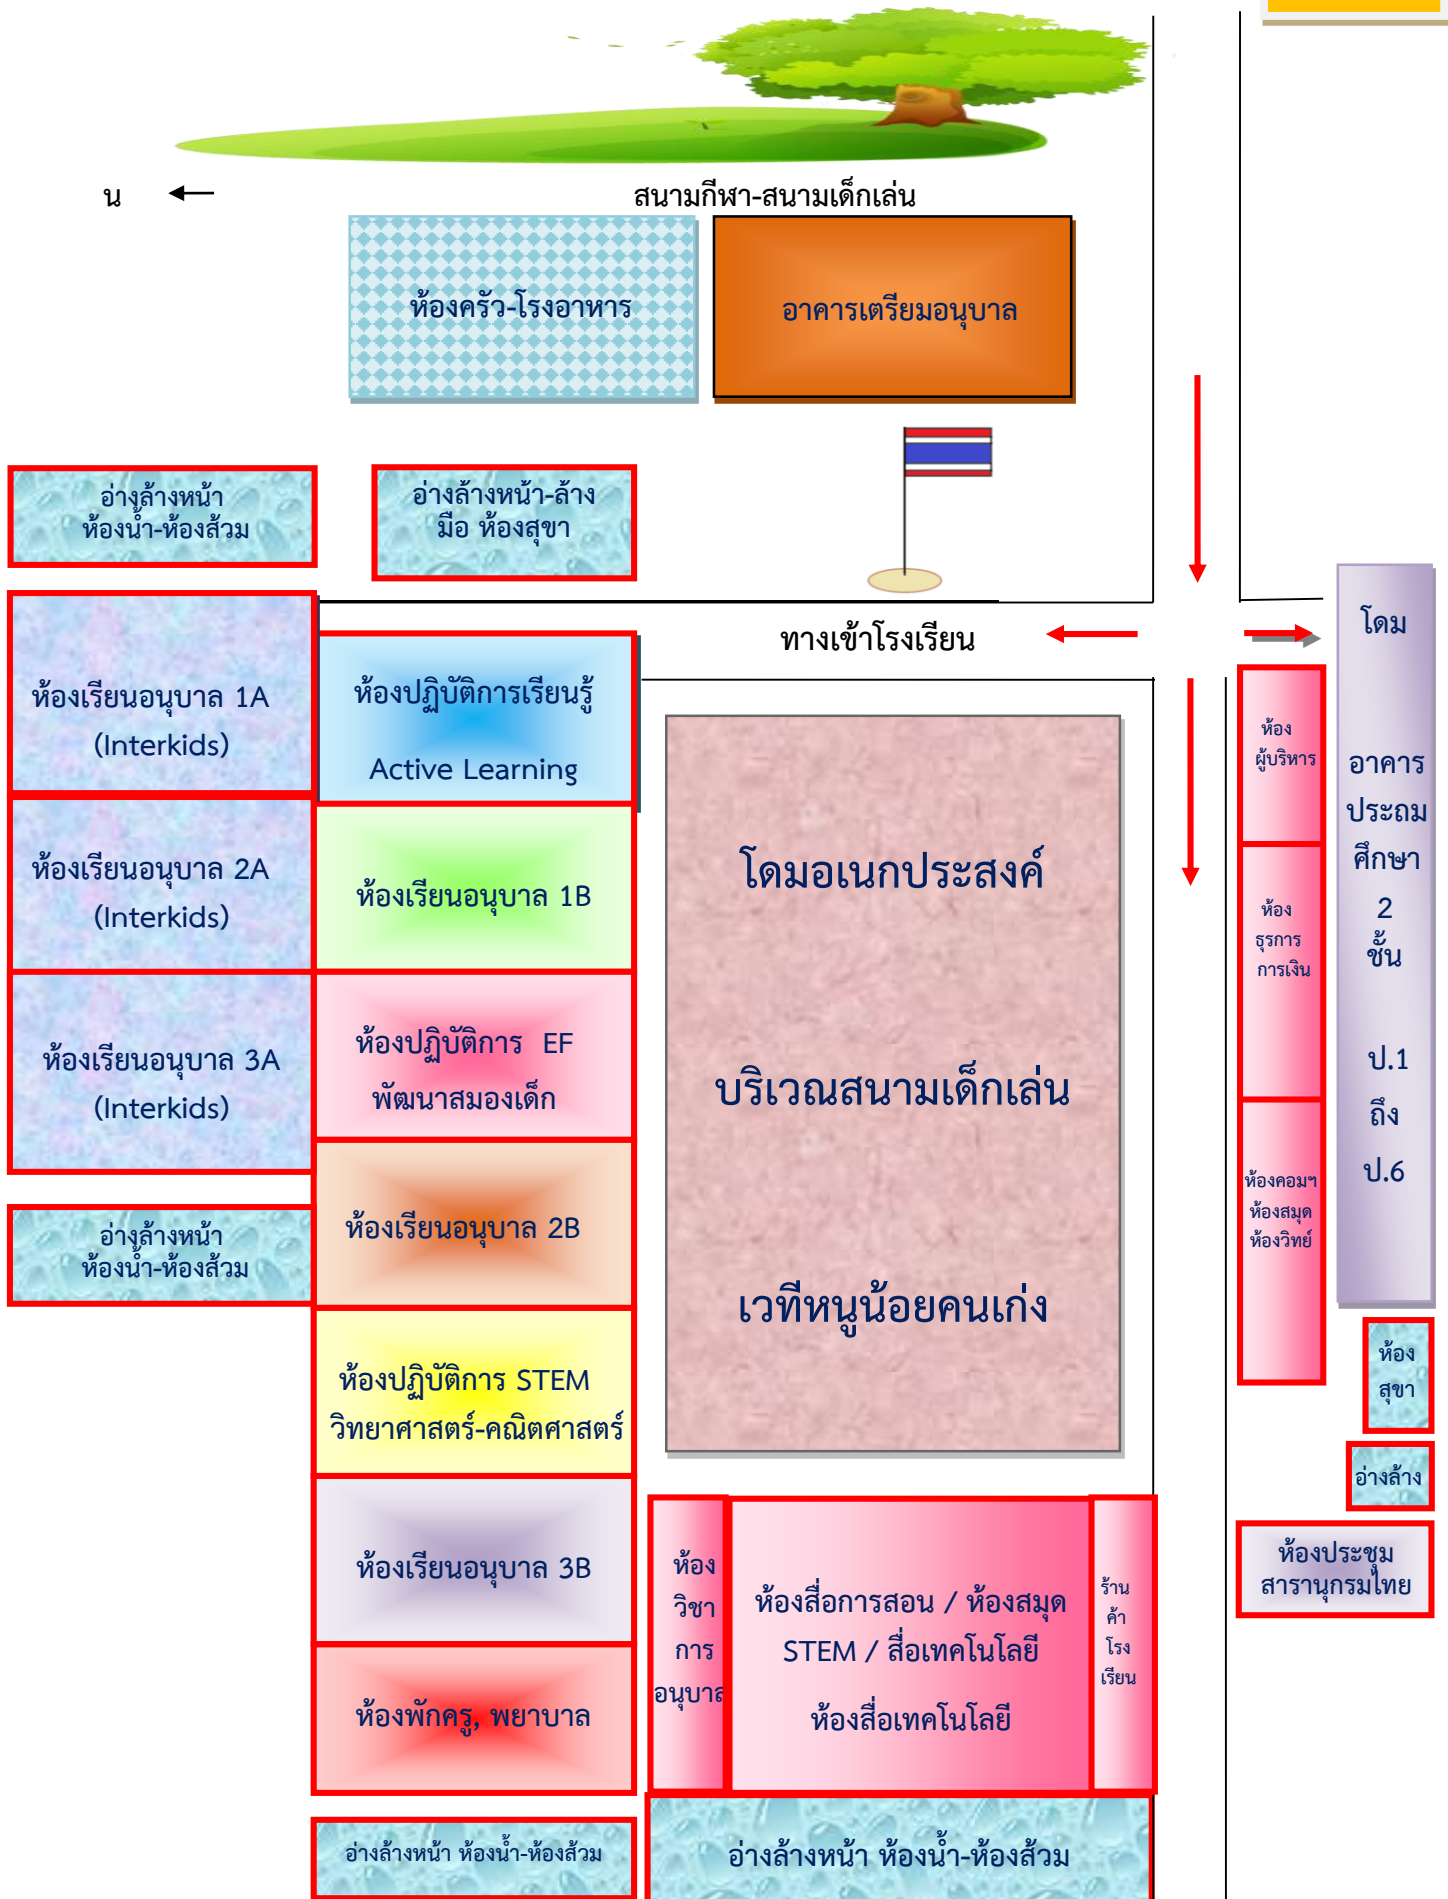 น
สนามกีฬา-สนามเด็กเล่น
ห้องครัว-โรงอาหาร
อาคารเตรียมอนุบาล
อ่างล้างหน้า
ห้องน้ำ-ห้องส้วม
อ่างล้างหน้า-ล้าง
มือ ห้องสุขา
ทางเข้าโรงเรียน
ห้องเรียนอนุบาล 1A
(Interkids)
ห้องปฏิบัติการเรียนรู้
Active Learning
ห้องเรียนอนุบาล 2A
(Interkids)
ห้องเรียนอนุบาล 1B
ห้องเรียนอนุบาล 3A
(Interkids)
ห้องปฏิบัติการ EF
พัฒนาสมองเด็ก
อ่างล้างหน้า
ห้องน้ำ-ห้องส้วม
ห้องเรียนอนุบาล 2B
ห้องปฏิบัติการ STEM
วิทยาศาสตร์-คณิตศาสตร์
ห้องเรียนอนุบาล 3B
ห้องพักครู, พยาบาล
อ่างล้างหน้า ห้องน้ำ-ห้องส้วม
โดมอเนกประสงค์
บริเวณสนามเด็กเล่น
เวทีหนูน้อยคนเก่ง
ห้อง
วิชา
การ
อนุบาล
ห้องสื่อการสอน / ห้องสมุด
STEM / สื่อเทคโนโลยี
ห้องสื่อเทคโนโลยี
ร้าน
ค้า
โรง
เรียน
อ่างล้างหน้า ห้องน้ำ-ห้องส้วม
ห้อง
ผู้บริหาร
ห้อง
ธุรการ
การเงิน
ห้องคอมฯ
ห้องสมุด
ห้องวิทย์
โดม
อาคาร
ประถม
ศึกษา
2
ชั้น
ป.1
ถึง
ป.6
ห้อง
สุขา
อ่างล้าง
ห้องประชุม
สารานุกรมไทย